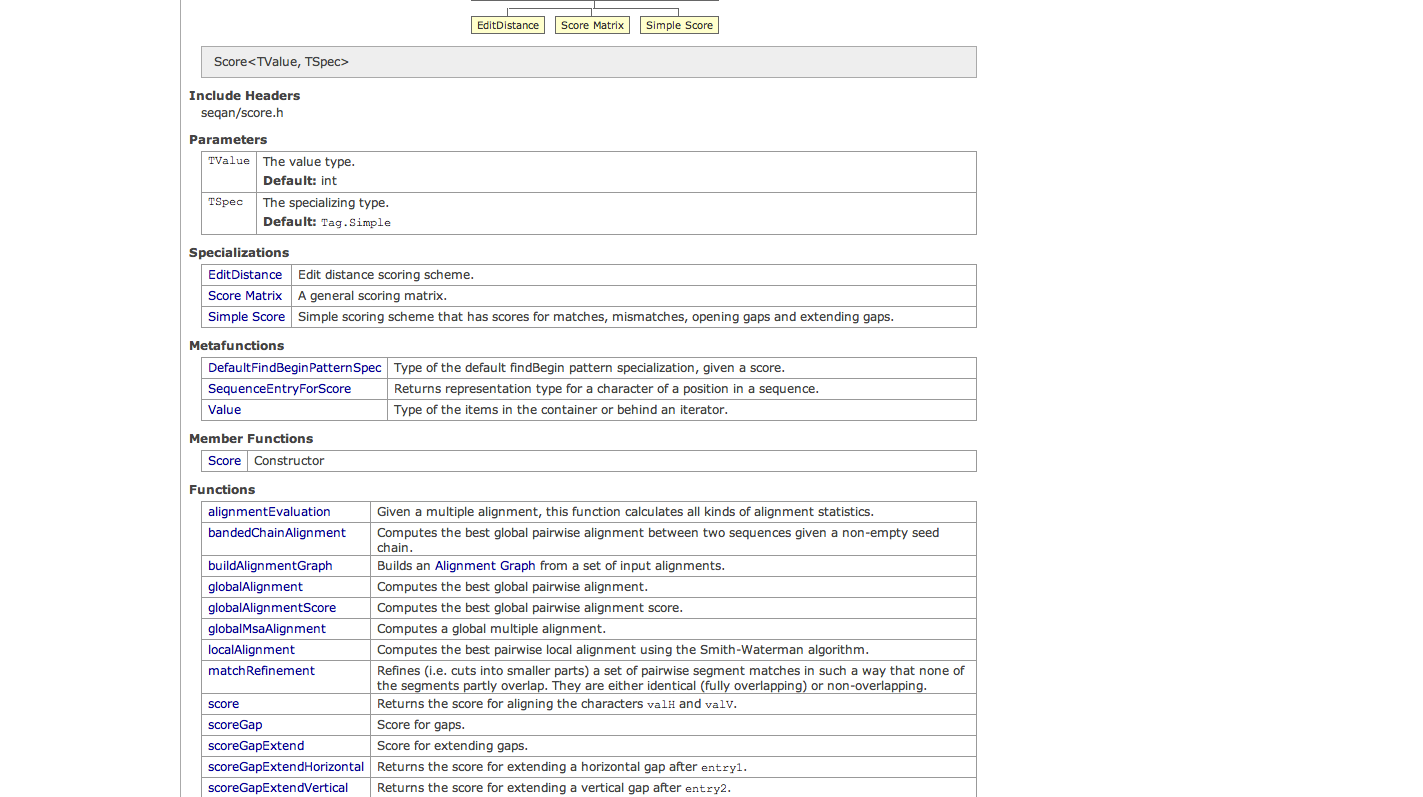 EditDistance Score Matrix Simple Score
Score<TValue, TSpec>
Include Headers
seqan/score.h
Parameters
TValue The value type.
Default: int
TSpec The specializing type.
Default: Tag.Simple
Specializations
EditDistance Edit distance scoring scheme.
Score Matrix A general scoring matrix.
Simple Score Simple scoring scheme that has scores for matches, mismatches, opening gaps and extending gaps.
Metafunctions
DefaultFindBeginPatternSpec Type of the default findBegin pattern specialization, given a score.
SequenceEntryForScore Returns representation type for a character of a position in a sequence.
Value Type of the items in the container or behind an iterator.
Member Functions
Score Constructor
Functions
alignmentEvaluation Given a multiple alignment, this function calculates all kinds of alignment statistics.
bandedChainAlignment Computes the best global pairwise alignment between two sequences given a non-empty seed
chain.
buildAlignmentGraph Builds an Alignment Graph from a set of input alignments.
globalAlignment Computes the best global pairwise alignment.
globalAlignmentScore Computes the best global pairwise alignment score.
globalMsaAlignment Computes a global multiple alignment.
localAlignment Computes the best pairwise local alignment using the Smith-Waterman algorithm.
matchRefinement Refines (i.e. cuts into smaller parts) a set of pairwise segment matches in such a way that none of
the segments partly overlap. They are either identical (fully overlapping) or non-overlapping.
score Returns the score for aligning the characters valH and valV.
scoreGap Score for gaps.
scoreGapExtend Score for extending gaps.
scoreGapExtendHorizontal Returns the score for extending a horizontal gap after entry1.
scoreGapExtendVertical Returns the score for extending a vertical gap after entry2.